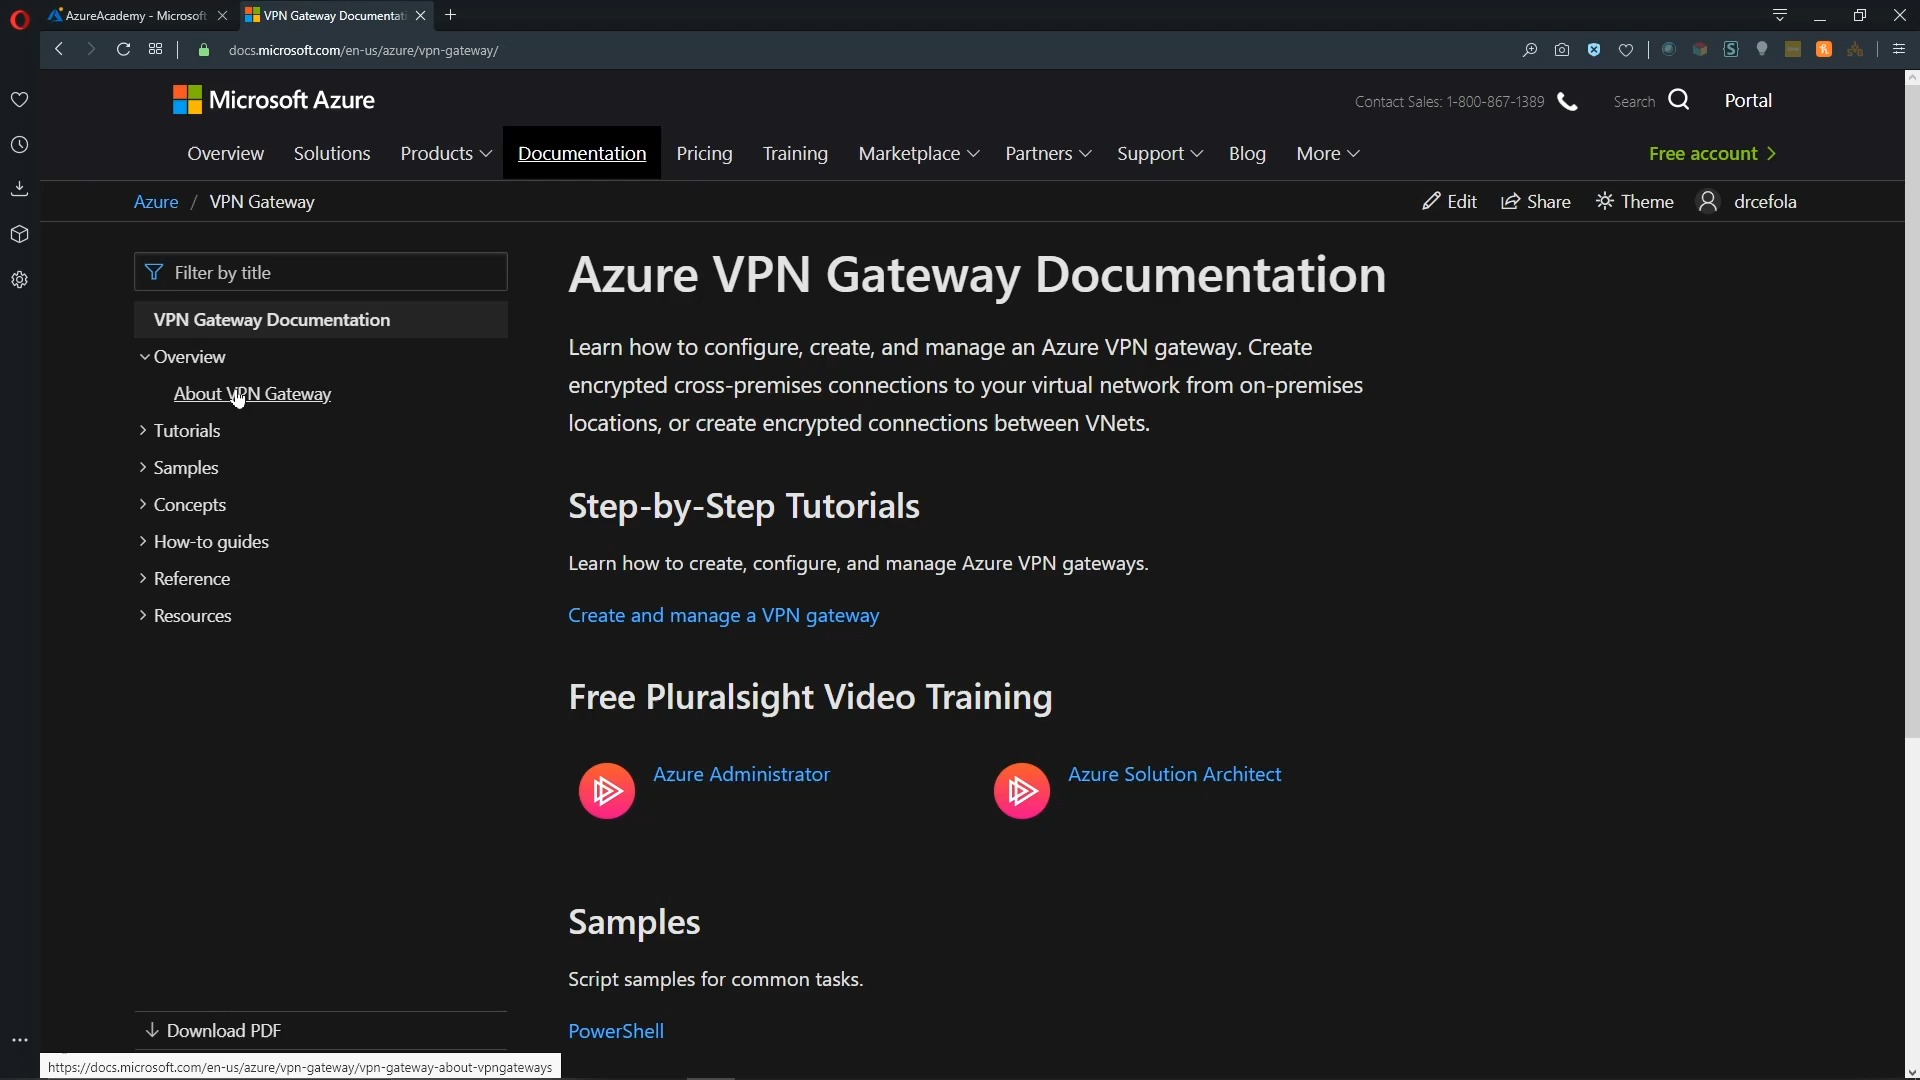 AzureAcademy - Microsoft
VPN Gateway Documentati
docs.microsoft.com/en-us/azure/vpn-gateway/
Microsoft Azure
Contact Sales: 1-800-867-1389
Search
Portal
Overview
Solutions
Products
Documentation
Pricing
Training
Marketplace
Partners
Support
Blog
More
Free account
Azure / VPN Gateway
Edit
Share
Theme
drcefola
Filter by title
VPN Gateway Documentation
Overview
About VPN Gateway
Tutorials
Samples
Concepts
How-to guides
Reference
Resources
Download PDF
Azure VPN Gateway Documentation
Learn how to configure, create, and manage an Azure VPN gateway. Create
encrypted cross-premises connections to your virtual network from on-premises
locations, or create encrypted connections between VNets.
Step-by-Step Tutorials
Learn how to create, configure, and manage Azure VPN gateways.
Create and manage a VPN gateway
Free Pluralsight Video Training
Azure Administrator
Azure Solution Architect
Samples
Script samples for common tasks.
PowerShell
https://docs.microsoft.com/en-us/azure/vpn-gateway/vpn-gateway-about-vpngateways